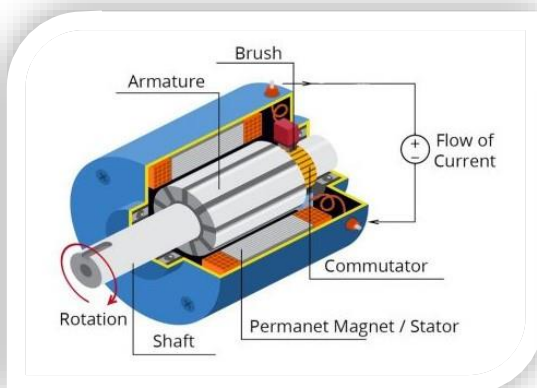 Brush
Armature
+
−
Flow of
Current
Commutator
Rotation
Permanet Magnet / Stator
Shaft